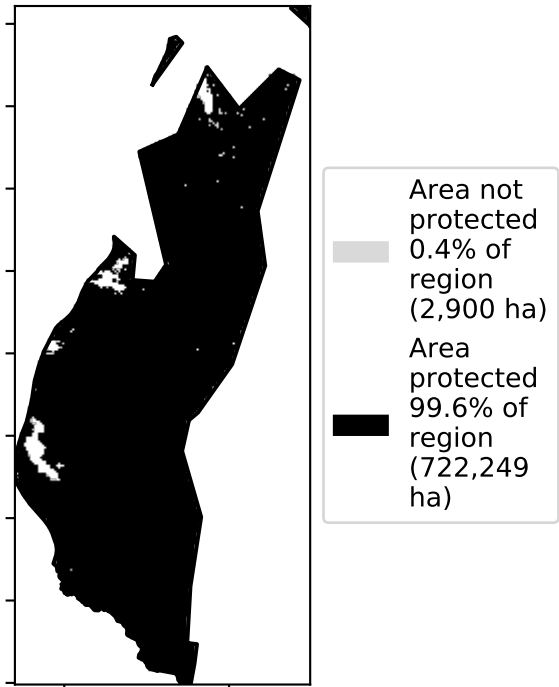 Area not
protected
0.4% of
region
(2,900 ha)
Area
protected
99.6% of
region
(722,249
ha)